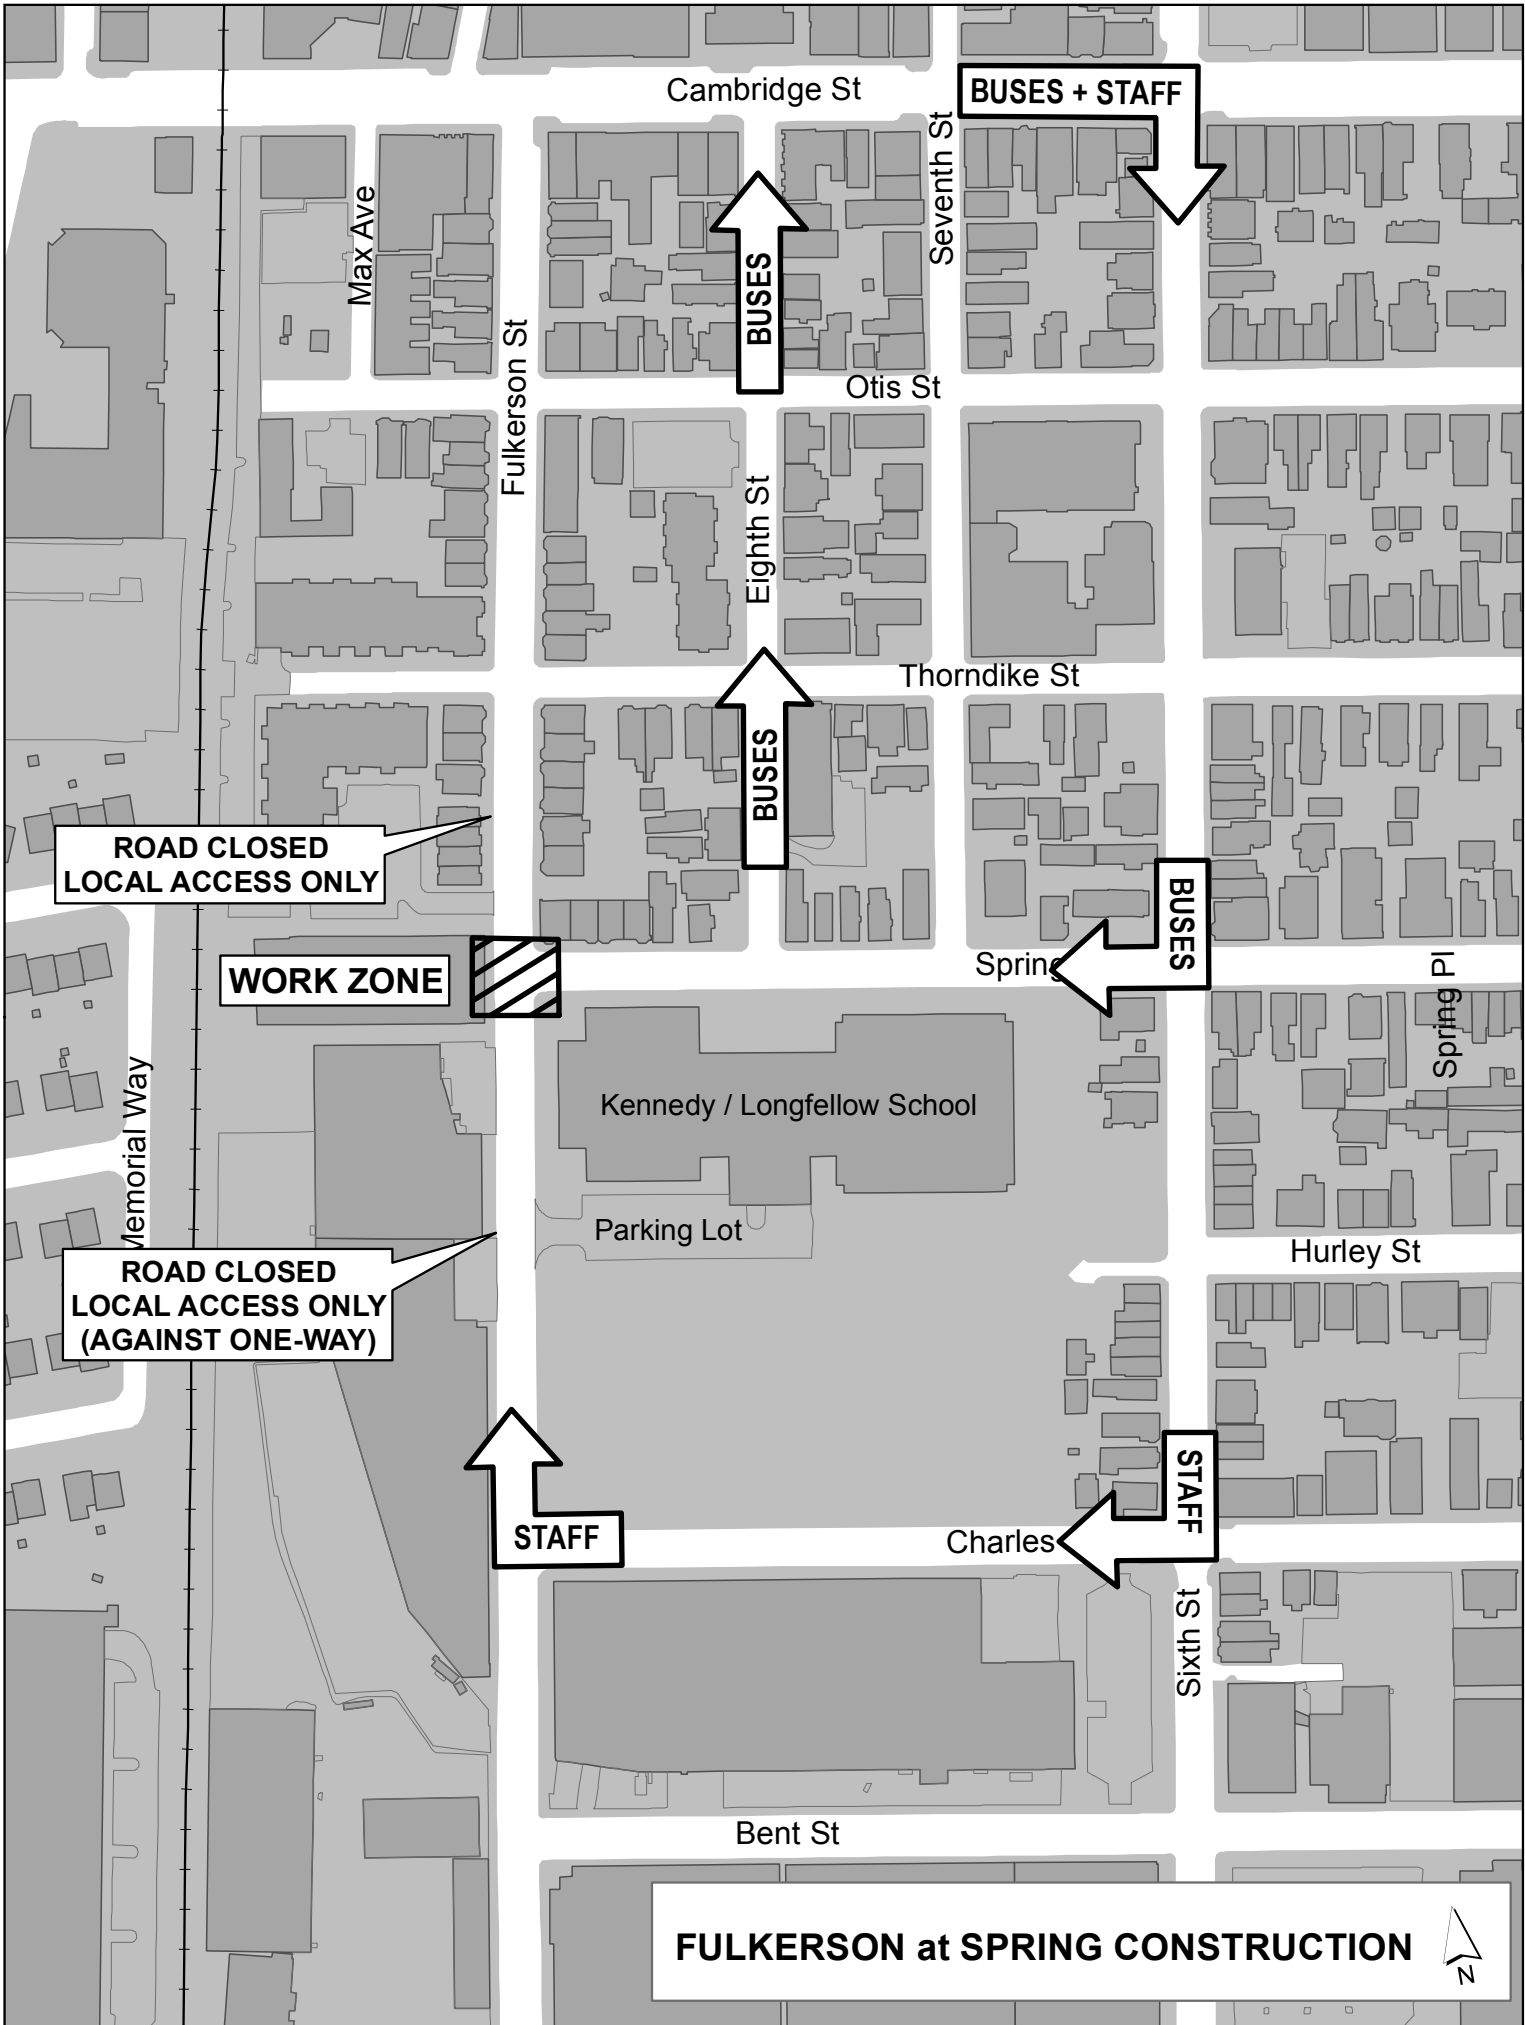 Cambridge St
BUSES + STAFF
Seventh St
Max Ave
BUSES
Fulkerson St
Otis St
Eighth St
Thorndike St
BUSES
ROAD CLOSED
LOCAL ACCESS ONLY
BUSES
WORK ZONE
Spring
Spring Pl
Kennedy / Longfellow School
Memorial Way
Parking Lot
Hurley St
ROAD CLOSED
LOCAL ACCESS ONLY
(AGAINST ONE-WAY)
STAFF
STAFF
Charles
Sixth St
Bent St
FULKERSON at SPRING CONSTRUCTION
N